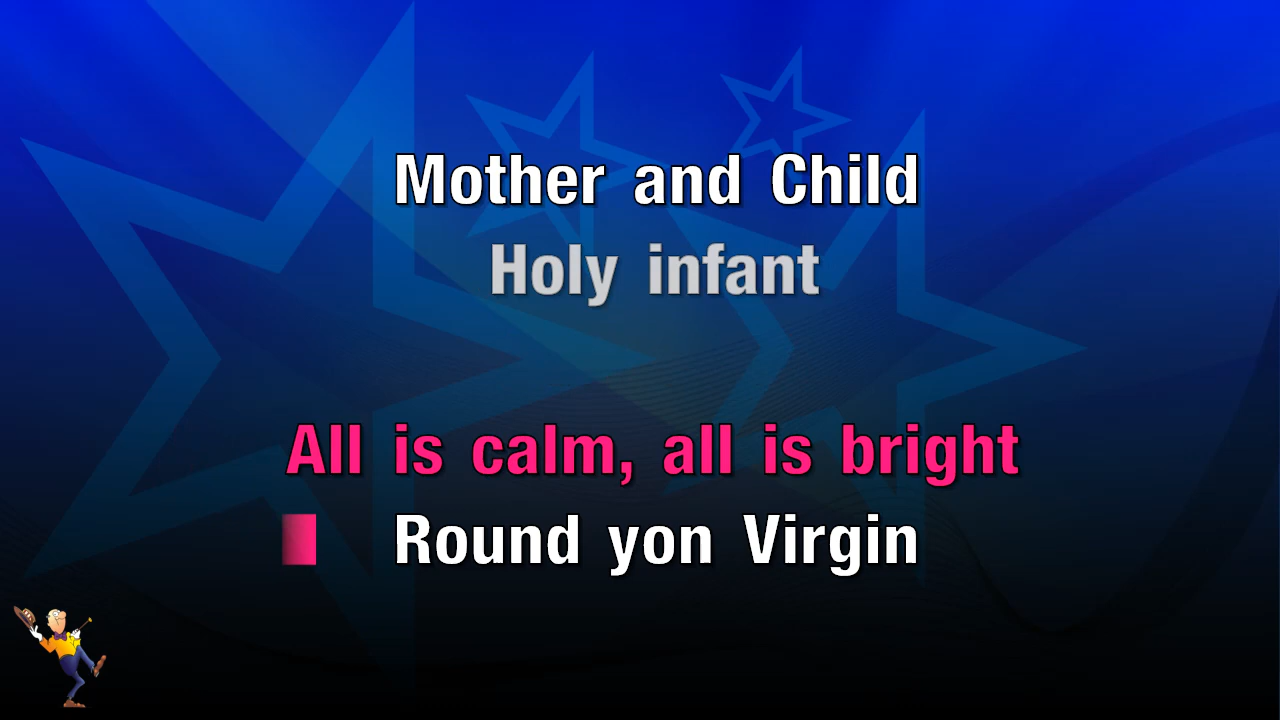 Mother and Child
Holy infant
All is calm, all is bright
Round yon Virgin